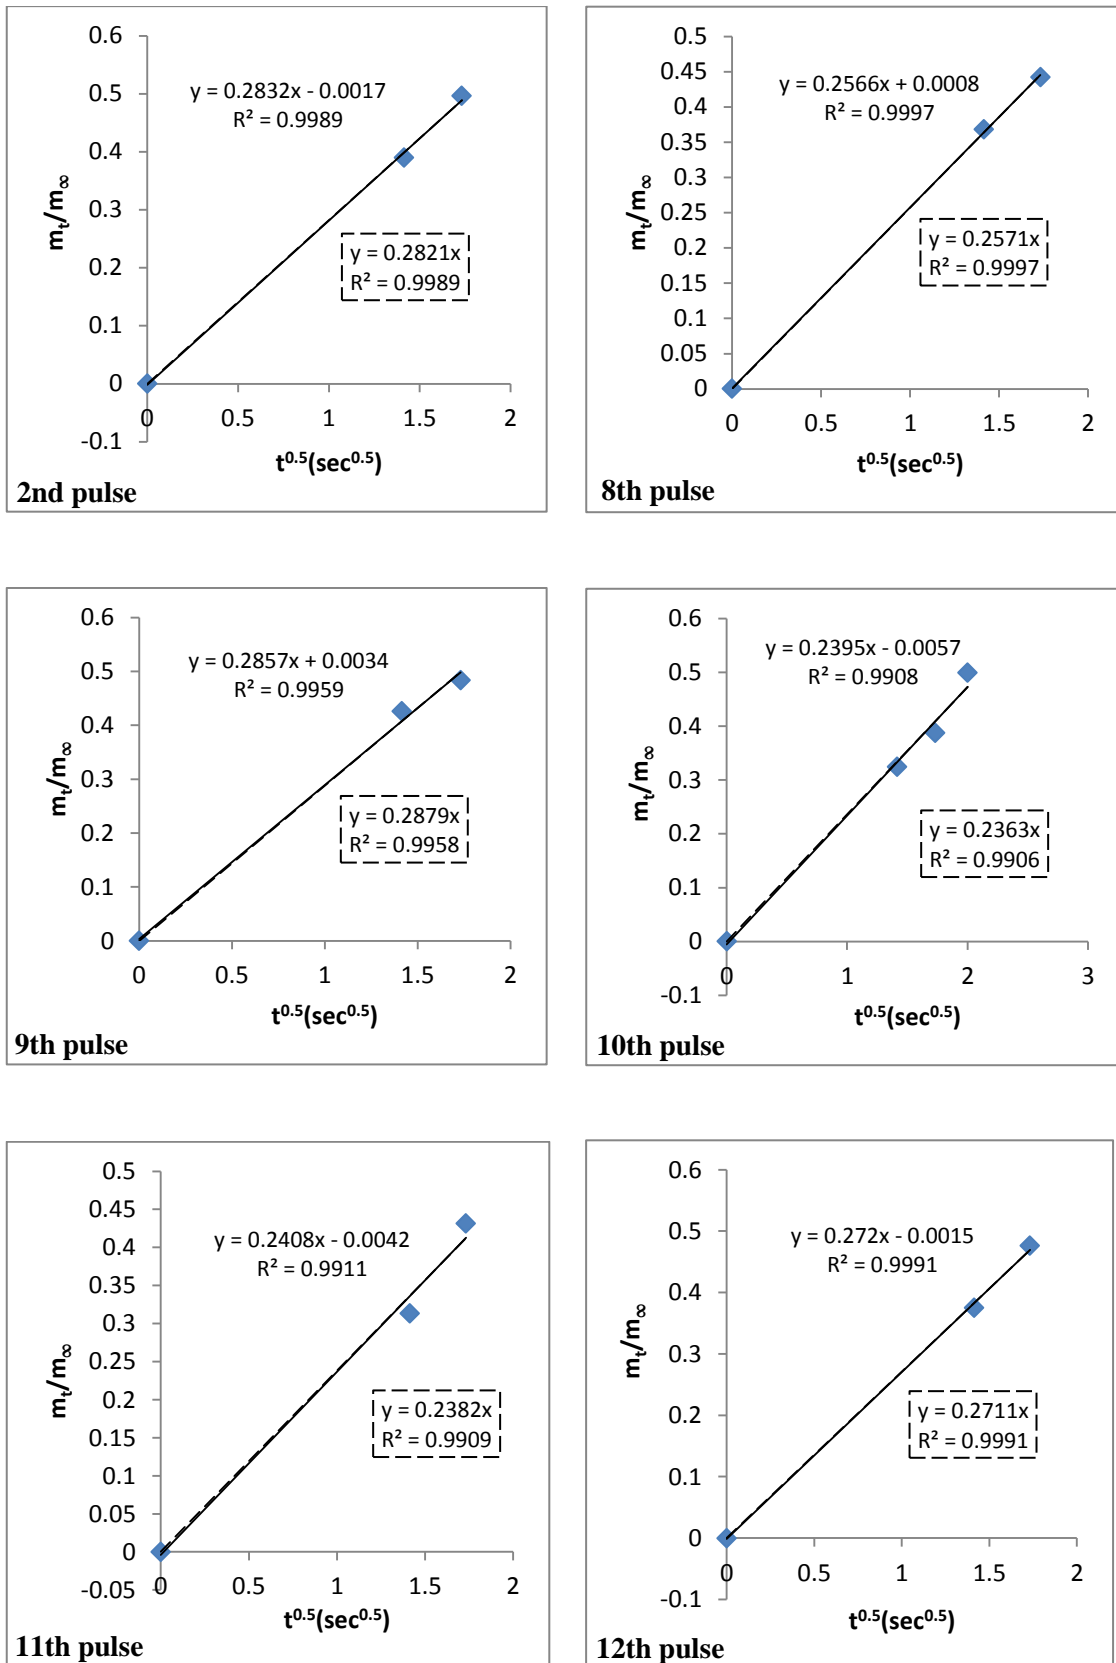 0.6
0.5
0.4
0.3
0.2
0.1
0
-0.1
0
0.5
1
1.5
2
y = 0.2832x - 0.0017
R² = 0.9989
y = 0.2821x
R² = 0.9989
mₜ/m∞
t⁰·⁵(sec⁰·⁵)
2nd pulse
0.5
0.45
0.4
0.35
0.3
0.25
0.2
0.15
0.1
0.05
0
0
0.5
1
1.5
2
y = 0.2566x + 0.0008
R² = 0.9997
y = 0.2571x
R² = 0.9997
mₜ/m∞
t⁰·⁵(sec⁰·⁵)
8th pulse
0.6
0.5
0.4
0.3
0.2
0.1
0
0
0.5
1
1.5
2
y = 0.2857x + 0.0034
R² = 0.9959
y = 0.2879x
R² = 0.9958
mₜ/m∞
t⁰·⁵(sec⁰·⁵)
9th pulse
0.6
0.5
0.4
0.3
0.2
0.1
0
-0.1
0
1
2
3
y = 0.2395x - 0.0057
R² = 0.9908
y = 0.2363x
R² = 0.9906
mₜ/m∞
t⁰·⁵(sec⁰·⁵)
10th pulse
0.5
0.45
0.4
0.35
0.3
0.25
0.2
0.15
0.1
0.05
0
-0.05
0
0.5
1
1.5
2
y = 0.2408x - 0.0042
R² = 0.9911
y = 0.2382x
R² = 0.9909
mₜ/m∞
t⁰·⁵(sec⁰·⁵)
11th pulse
0.6
0.5
0.4
0.3
0.2
0.1
0
-0.1
0
0.5
1
1.5
2
y = 0.272x - 0.0015
R² = 0.9991
y = 0.2711x
R² = 0.9991
mₜ/m∞
t⁰·⁵(sec⁰·⁵)
12th pulse